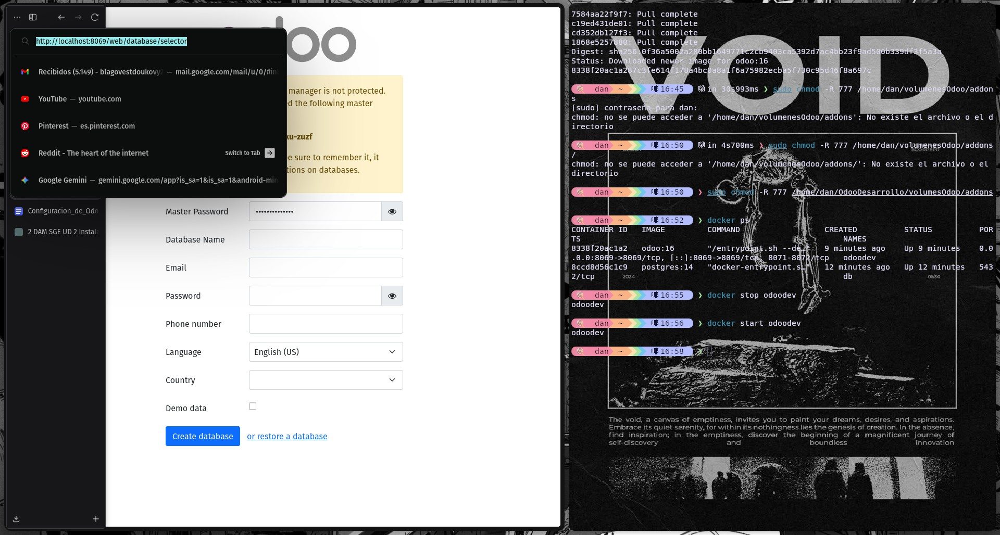 http://localhost:8069/web/database/selector
Recibidos (5.149) - blagovestdoukovy — mail.google.com/mail/u/0/#in
YouTube — youtube.com
Pinterest — es.pinterest.com
Reddit - The heart of the internet Switch to Tab
Google Gemini — gemini.google.com/app?is_sa=1&is_sa=1&android-min
Configuracion_de_Odo
2 DAM SGE UD 2 Instala
doo
manager is not protected.
d the following master
xu-zuzf
be sure to remember it, it
tions on databases.
Master Password ••••••••••••••
Database Name
Email
Password
Phone number
Language English (US)
Country
Demo data
Create database or restore a database
7584aa22f9f7: Pull complete
c19ed431de01: Pull complete
cd352db127f3: Pull complete
1868e5257880: Pull complete
Digest: sha256:0f36a5002a200bb1649771c2cb9403ca5392d7ac4bb23f9ad500b339df3f5a3a
Status: Downloaded newer image for odoo:16
8338f20ac1a287c3fe614f178a4bc0a8a1f6a75982ecba5f730c95d46f8a697c
dan ~ 16:45 in 30s993ms ❯ sudo chmod -R 777 /home/dan/volumenesOdoo/addon
s
[sudo] contraseña para dan:
chmod: no se puede acceder a '/home/dan/volumenesOdoo/addons': No existe el archivo o el d
irectorio
dan ~ 16:50 in 4s700ms ❯ sudo chmod -R 777 /home/dan/volumenesOdoo/addons
/
chmod: no se puede acceder a '/home/dan/volumenesOdoo/addons/': No existe el archivo o el
directorio
dan ~ 16:50 ❯ sudo chmod -R 777 /home/dan/OdooDesarrollo/volumesOdoo/addons
dan ~ 16:52 ❯ docker ps
CONTAINER ID IMAGE COMMAND CREATED STATUS POR
TS NAMES
8338f20ac1a2 odoo:16 "/entrypoint.sh --de…" 9 minutes ago Up 9 minutes 0.0
.0.0:8069->8069/tcp, [::]:8069->8069/tcp, 8071-8072/tcp odoodev
8ccd8d56c1c9 postgres:14 "docker-entrypoint.s…" 12 minutes ago Up 12 minutes 543
2/tcp db
dan ~ 16:55 ❯ docker stop odoodev
odoodev
dan ~ 16:56 ❯ docker start odoodev
odoodev
dan ~ 16:58 ❯
VOID
DESIGN
SCORPEPR
2024
01/30
The void, a canvas of emptiness, invites you to paint your dreams, desires, and aspirations.
Embrace its quiet serenity, for within its nothingness lies the genesis of creation. In the absence,
find inspiration; in the emptiness, discover the beginning of a magnificent journey of
self-discovery and boundless innovation